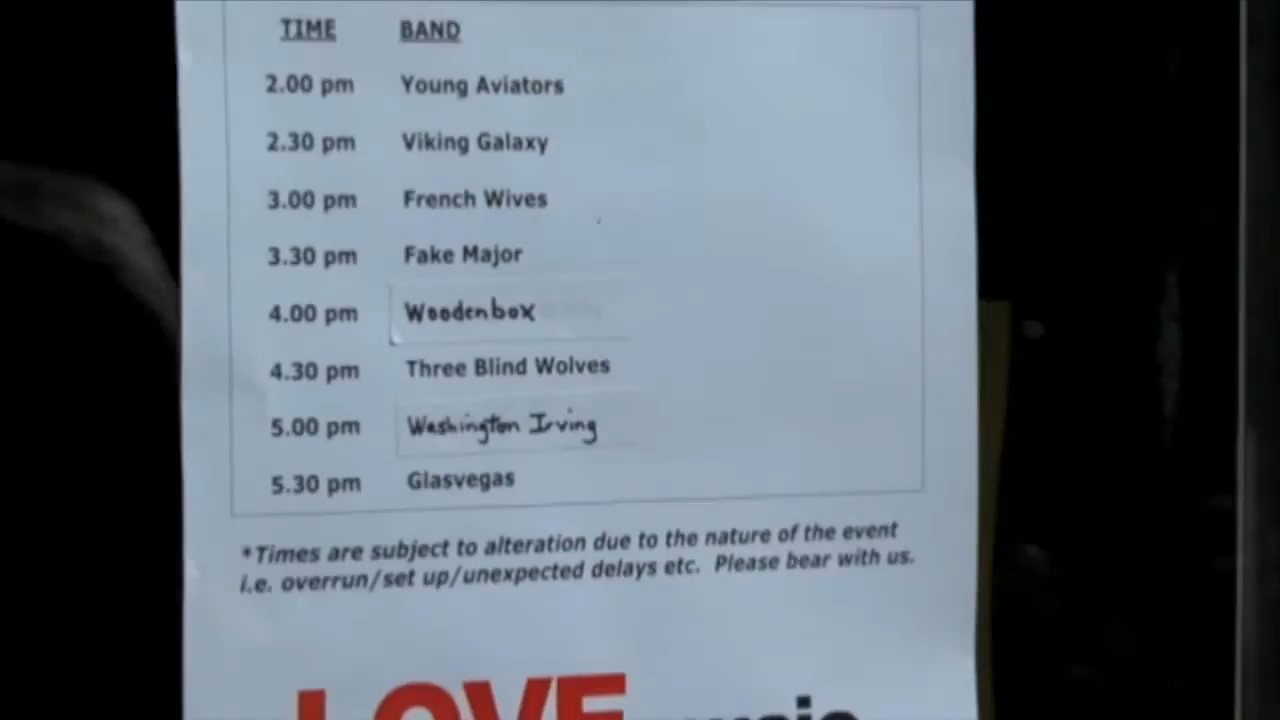 TIME BAND
2.00 pm Young Aviators
2.30 pm Viking Galaxy
3.00 pm French Wives
3.30 pm Fake Major
4.00 pm Woodenbox
4.30 pm Three Blind Wolves
5.00 pm Washington Irving
5.30 pm Glasvegas
*Times are subject to alteration due to the nature of the event
i.e. overrun/set up/unexpected delays etc. Please bear with us.
LOVE